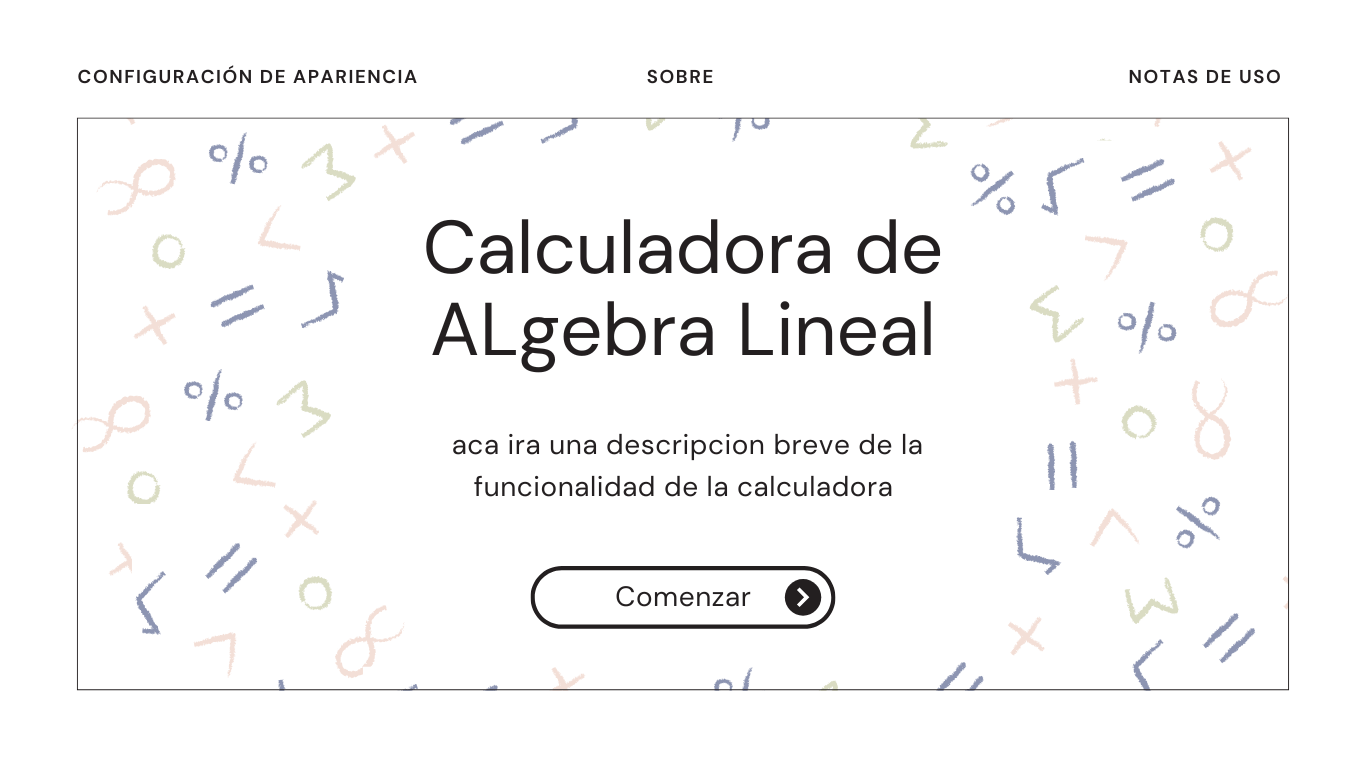 CONFIGURACIÓN DE APARIENCIA
SOBRE
NOTAS DE USO
Calculadora de
ALgebra Lineal
aca ira una descripcion breve de la
funcionalidad de la calculadora
Comenzar